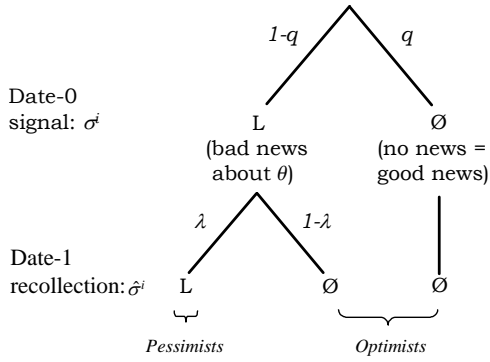 1-q q
Date-0
signal: σⁱ
L Ø
(bad news (no news =
about θ) good news)
λ 1-λ
Date-1
recollection: σ̂ⁱ L Ø Ø
Pessimists Optimists